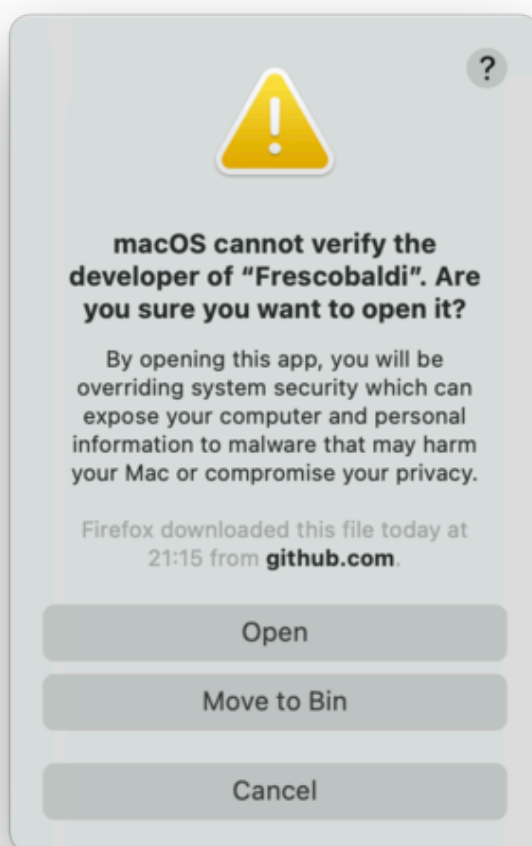 ?
macOS cannot verify the
developer of “Frescobaldi”. Are
you sure you want to open it?
By opening this app, you will be
overriding system security which can
expose your computer and personal
information to malware that may harm
your Mac or compromise your privacy.
Firefox downloaded this file today at
21:15 from github.com.
Open
Move to Bin
Cancel